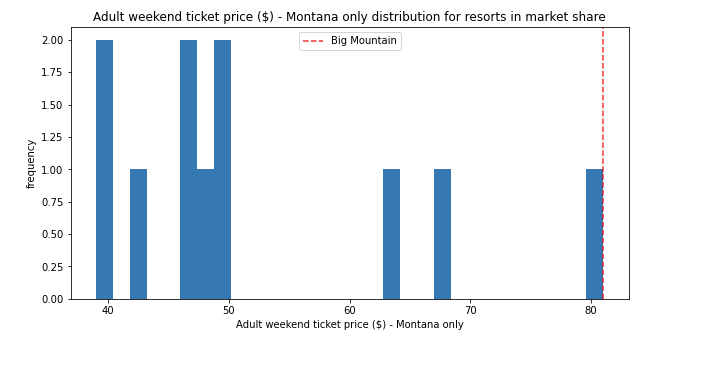 Adult weekend ticket price ($) - Montana only distribution for resorts in market share
Big Mountain
2.00
1.75
1.50
1.25
1.00
0.75
0.50
0.25
0.00
frequency
40 50 60 70 80
Adult weekend ticket price ($) - Montana only